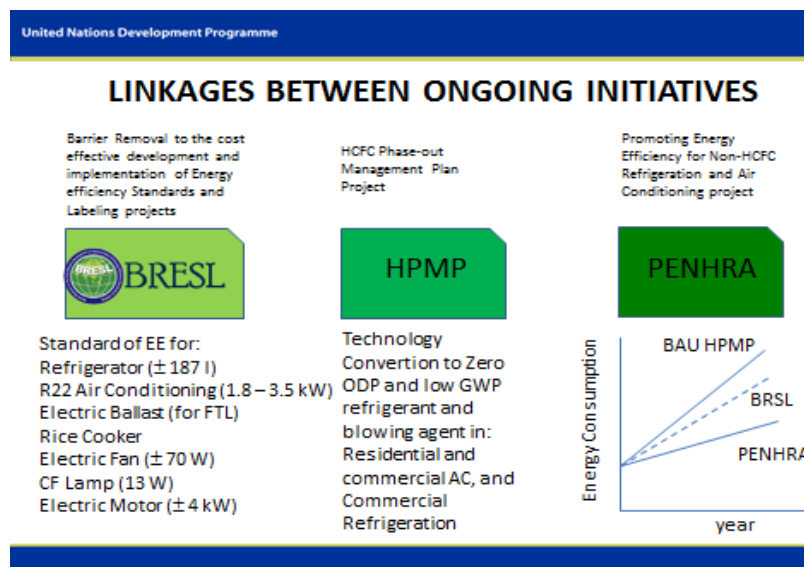 United Nations Development Programme
LINKAGES BETWEEN ONGOING INITIATIVES
Barrier Removal to the cost
effective development and
implementation of Energy
efficiency Standards and
Labeling projects
HCFC Phase-out
Management Plan
Project
Promoting Energy
Efficiency for Non-HCFC
Refrigeration and Air
Conditioning project
BRESL
BRESL
HPMP
PENHRA
Standard of EE for:
Refrigerator (± 187 l)
R22 Air Conditioning (1.8 – 3.5 kW)
Electric Ballast (for FTL)
Rice Cooker
Electric Fan (± 70 W)
CF Lamp (13 W)
Electric Motor (± 4 kW)
Technology
Convertion to Zero
ODP and low GWP
refrigerant and
blowing agent in:
Residential and
commercial AC, and
Commercial
Refrigeration
Energy Consumption
BAU HPMP
BRSL
PENHRA
year